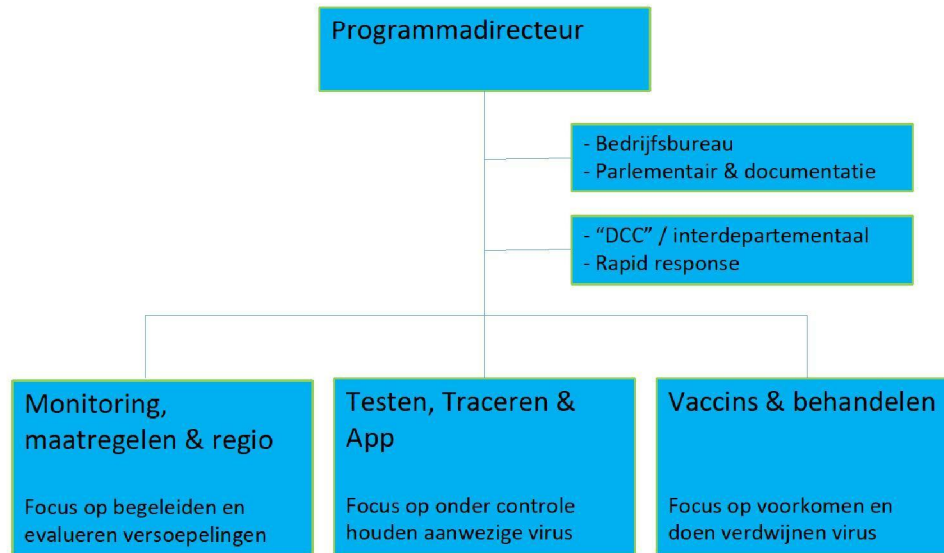 Programmadirecteur
- Bedrijfsbureau
- Parlementair & documentatie
- “DCC” / interdepartementaal
- Rapid response
Monitoring,
maatregelen & regio
Focus op begeleiden en
evalueren versoepelingen
Testen, Traceren &
App
Focus op onder controle
houden aanwezige virus
Vaccins & behandelen
Focus op voorkomen en
doen verdwijnen virus